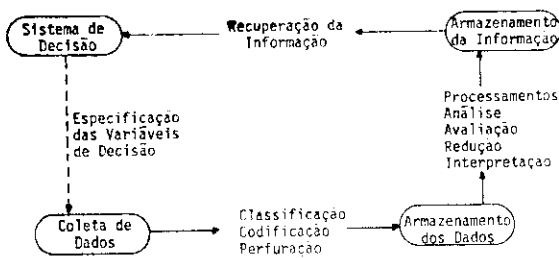 Sistema de
Decisão
Recuperação da
Informação
Armazenamento
da Informação
Especificação
das Variáveis
de Decisão
Processamentos
Análise
Avaliação
Redução
Interpretação
Coleta de
Dados
Classificação
Codificação
Perfuração
Armazenamento
dos Dados